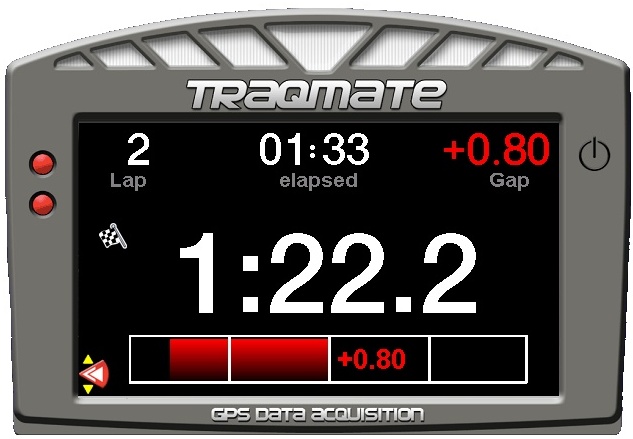 TRAQMATE
2 01:33 +0.80
Lap elapsed Gap
1:22.2
+0.80
GPS DATA ACQUISITION